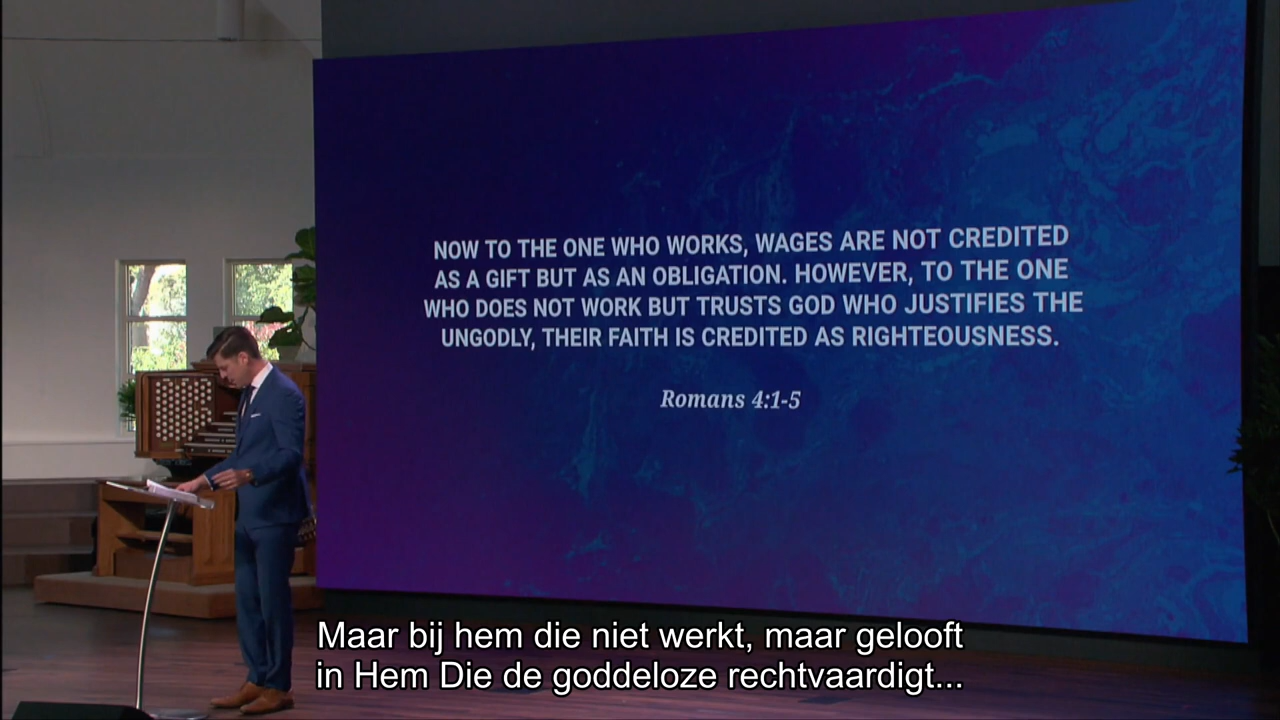 NOW TO THE ONE WHO WORKS, WAGES ARE NOT CREDITED
AS A GIFT BUT AS AN OBLIGATION. HOWEVER, TO THE ONE
WHO DOES NOT WORK BUT TRUSTS GOD WHO JUSTIFIES THE
UNGODLY, THEIR FAITH IS CREDITED AS RIGHTEOUSNESS.
Romans 4:1-5
Maar bij hem die niet werkt, maar gelooft
in Hem Die de goddeloze rechtvaardigt...